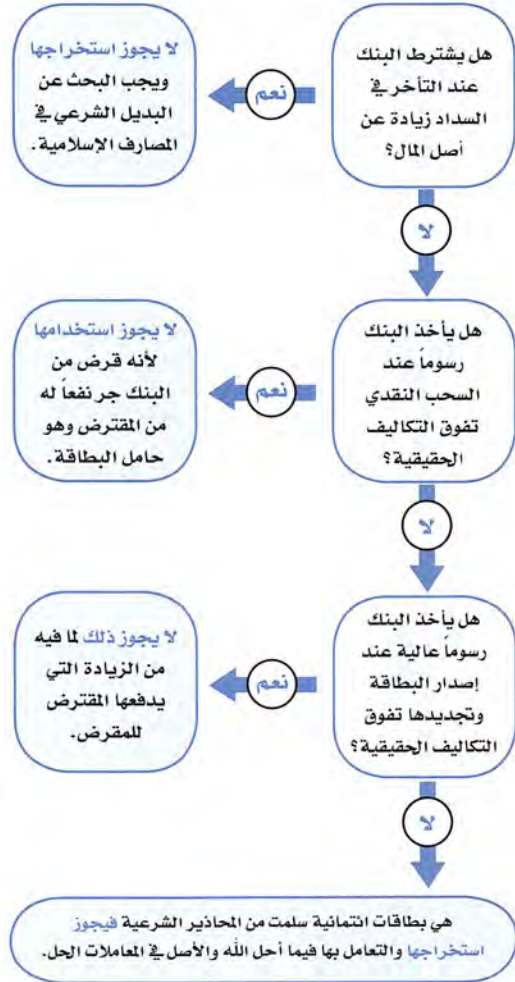 هل يشترط البنك
عند التأخر في
السداد زيادة عن
أصل المال؟
نعم
لا يجوز استخراجها
ويجب البحث عن
البديل الشرعي في
المصارف الإسلامية.
لا
هل يأخذ البنك
رسوماً عند
السحب النقدي
تفوق التكاليف
الحقيقية؟
نعم
لا يجوز استخدامها
لأنه قرض من
البنك جر نفعاً له
من المقترض وهو
حامل البطاقة.
لا
هل يأخذ البنك
رسوماً عالية عند
إصدار البطاقة
وتجديدها تفوق
التكاليف الحقيقية؟
نعم
لا يجوز ذلك لما فيه
من الزيادة التي
يدفعها المقترض
للمقرض.
لا
هي بطاقات ائتمانية سلمت من المحاذير الشرعية فيجوز
استخراجها والتعامل بها فيما أحل الله والأصل في المعاملات الحل.